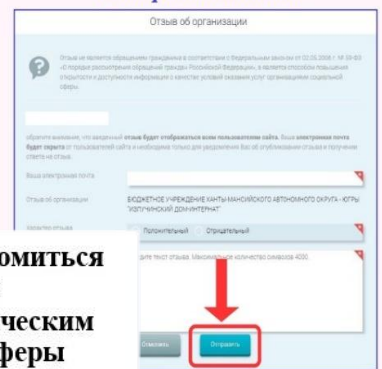 Отзыв об организации
Отзыв не является обращением гражданина в соответствии с Федеральным законом от 02.05.2006 г. № 59-ФЗ
«О порядке рассмотрения обращений граждан Российской Федерации», а является способом повышения
открытости и доступности информации о качестве условий оказания услуг организациями социальной
сферы.
обратите внимание, что введенный отзыв будет отображаться всем пользователям сайта. Ваша электронная почта
будет скрыта от пользователей сайта и необходима только для уведомления Вас об опубликовании отзыва и получении
ответа на отзыв.
Ваша электронная почта
Отзыв об организации
БЮДЖЕТНОЕ УЧРЕЖДЕНИЕ ХАНТЫ-МАНСИЙСКОГО АВТОНОМНОГО ОКРУГА - ЮГРЫ
"ИЗЛУЧИНСКИЙ ДОМ-ИНТЕРНАТ"
Характер отзыва
Положительный
Отрицательный
дите текст отзыва. Максимальное количество символов 4000.
омиться
ческим
феры
Отправить